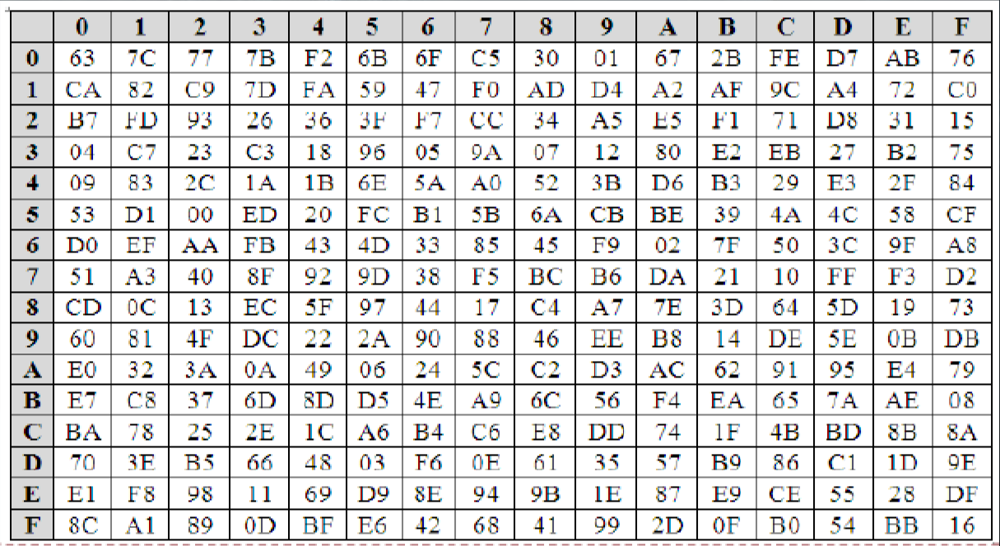 0 1 2 3 4 5 6 7 8 9 A B C D E F
0 63 7C 77 7B F2 6B 6F C5 30 01 67 2B FE D7 AB 76
1 CA 82 C9 7D FA 59 47 F0 AD D4 A2 AF 9C A4 72 C0
2 B7 FD 93 26 36 3F F7 CC 34 A5 E5 F1 71 D8 31 15
3 04 C7 23 C3 18 96 05 9A 07 12 80 E2 EB 27 B2 75
4 09 83 2C 1A 1B 6E 5A A0 52 3B D6 B3 29 E3 2F 84
5 53 D1 00 ED 20 FC B1 5B 6A CB BE 39 4A 4C 58 CF
6 D0 EF AA FB 43 4D 33 85 45 F9 02 7F 50 3C 9F A8
7 51 A3 40 8F 92 9D 38 F5 BC B6 DA 21 10 FF F3 D2
8 CD 0C 13 EC 5F 97 44 17 C4 A7 7E 3D 64 5D 19 73
9 60 81 4F DC 22 2A 90 88 46 EE B8 14 DE 5E 0B DB
A E0 32 3A 0A 49 06 24 5C C2 D3 AC 62 91 95 E4 79
B E7 C8 37 6D 8D D5 4E A9 6C 56 F4 EA 65 7A AE 08
C BA 78 25 2E 1C A6 B4 C6 E8 DD 74 1F 4B BD 8B 8A
D 70 3E B5 66 48 03 F6 0E 61 35 57 B9 86 C1 1D 9E
E E1 F8 98 11 69 D9 8E 94 9B 1E 87 E9 CE 55 28 DF
F 8C A1 89 0D BF E6 42 68 41 99 2D 0F B0 54 BB 16